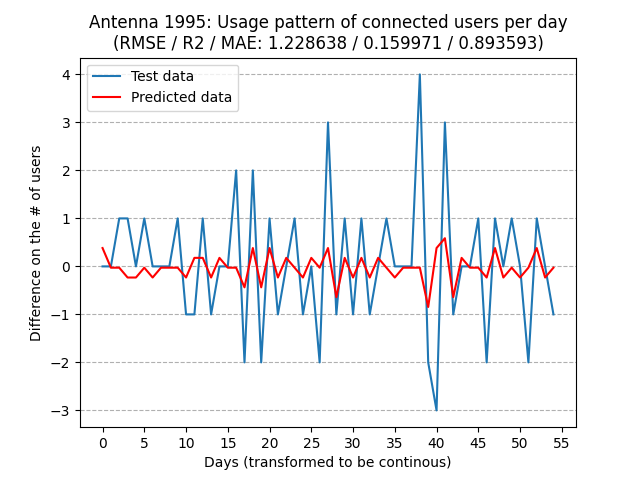 Antenna 1995: Usage pattern of connected users per day
(RMSE / R2 / MAE: 1.228638 / 0.159971 / 0.893593)
Test data
Predicted data
Difference on the # of users
4
3
2
1
0
−1
−2
−3
0 5 10 15 20 25 30 35 40 45 50 55
Days (transformed to be continous)